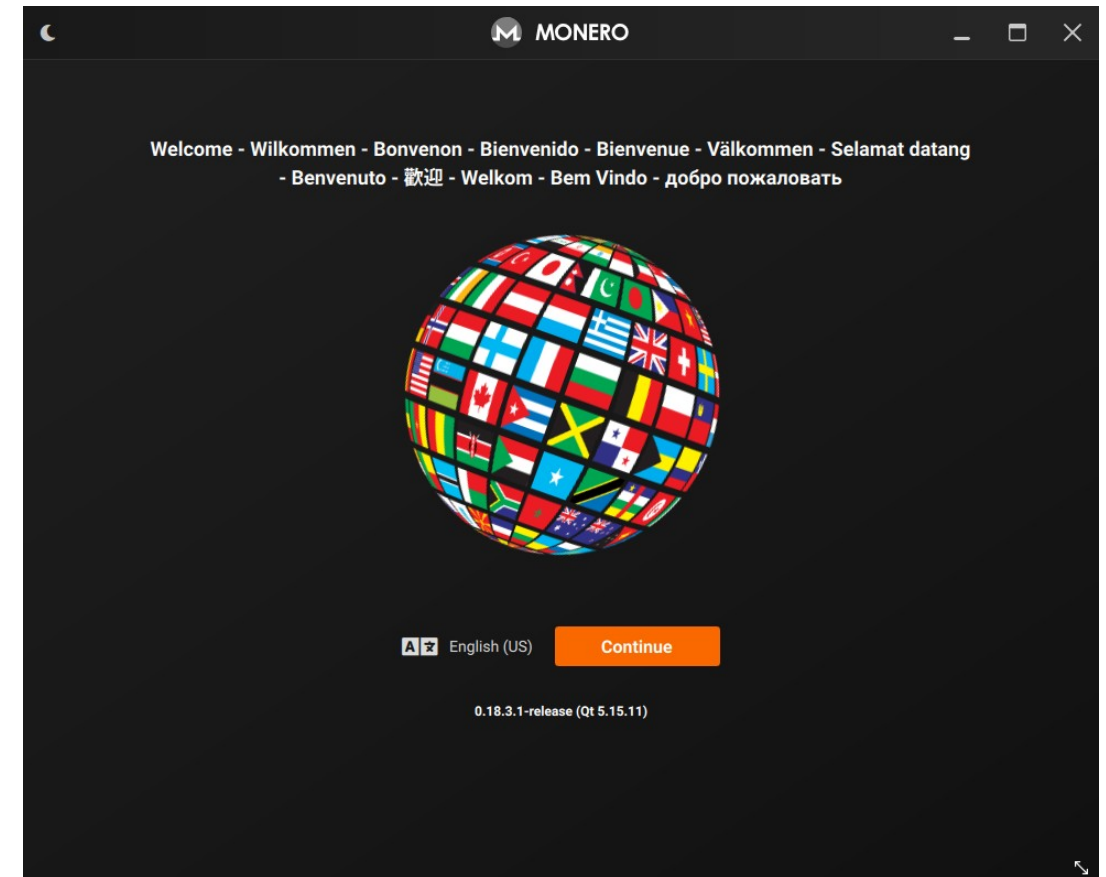 MONERO
Welcome - Wilkommen - Bonvenon - Bienvenido - Bienvenue - Välkommen - Selamat datang
- Benvenuto - 歡迎 - Welkom - Bem Vindo - добро пожаловать
A 文 English (US) Continue
0.18.3.1-release (Qt 5.15.11)